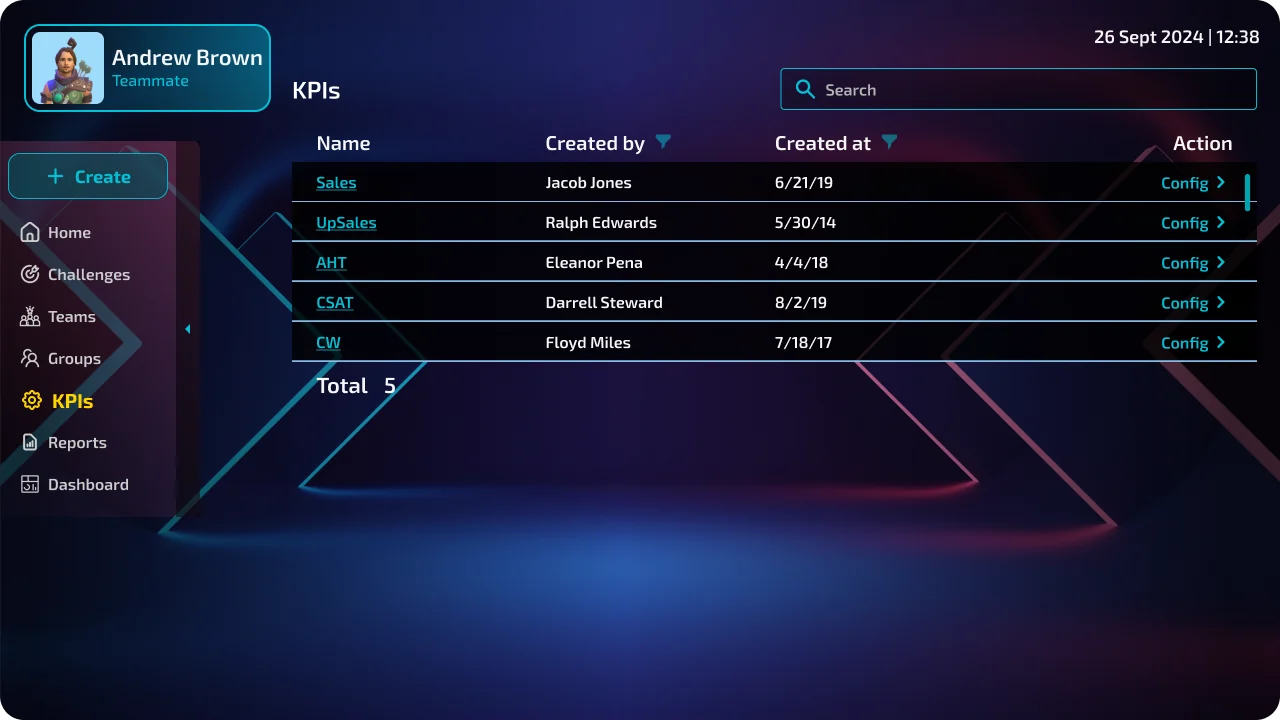 Andrew Brown
Teammate
26 Sept 2024 | 12:38
KPIs
Search
Create
Home
Challenges
Teams
Groups
KPIs
Reports
Dashboard
Name Created by Created at Action
Sales Jacob Jones 6/21/19 Config
UpSales Ralph Edwards 5/30/14 Config
AHT Eleanor Pena 4/4/18 Config
CSAT Darrell Steward 8/2/19 Config
CW Floyd Miles 7/18/17 Config
Total 5